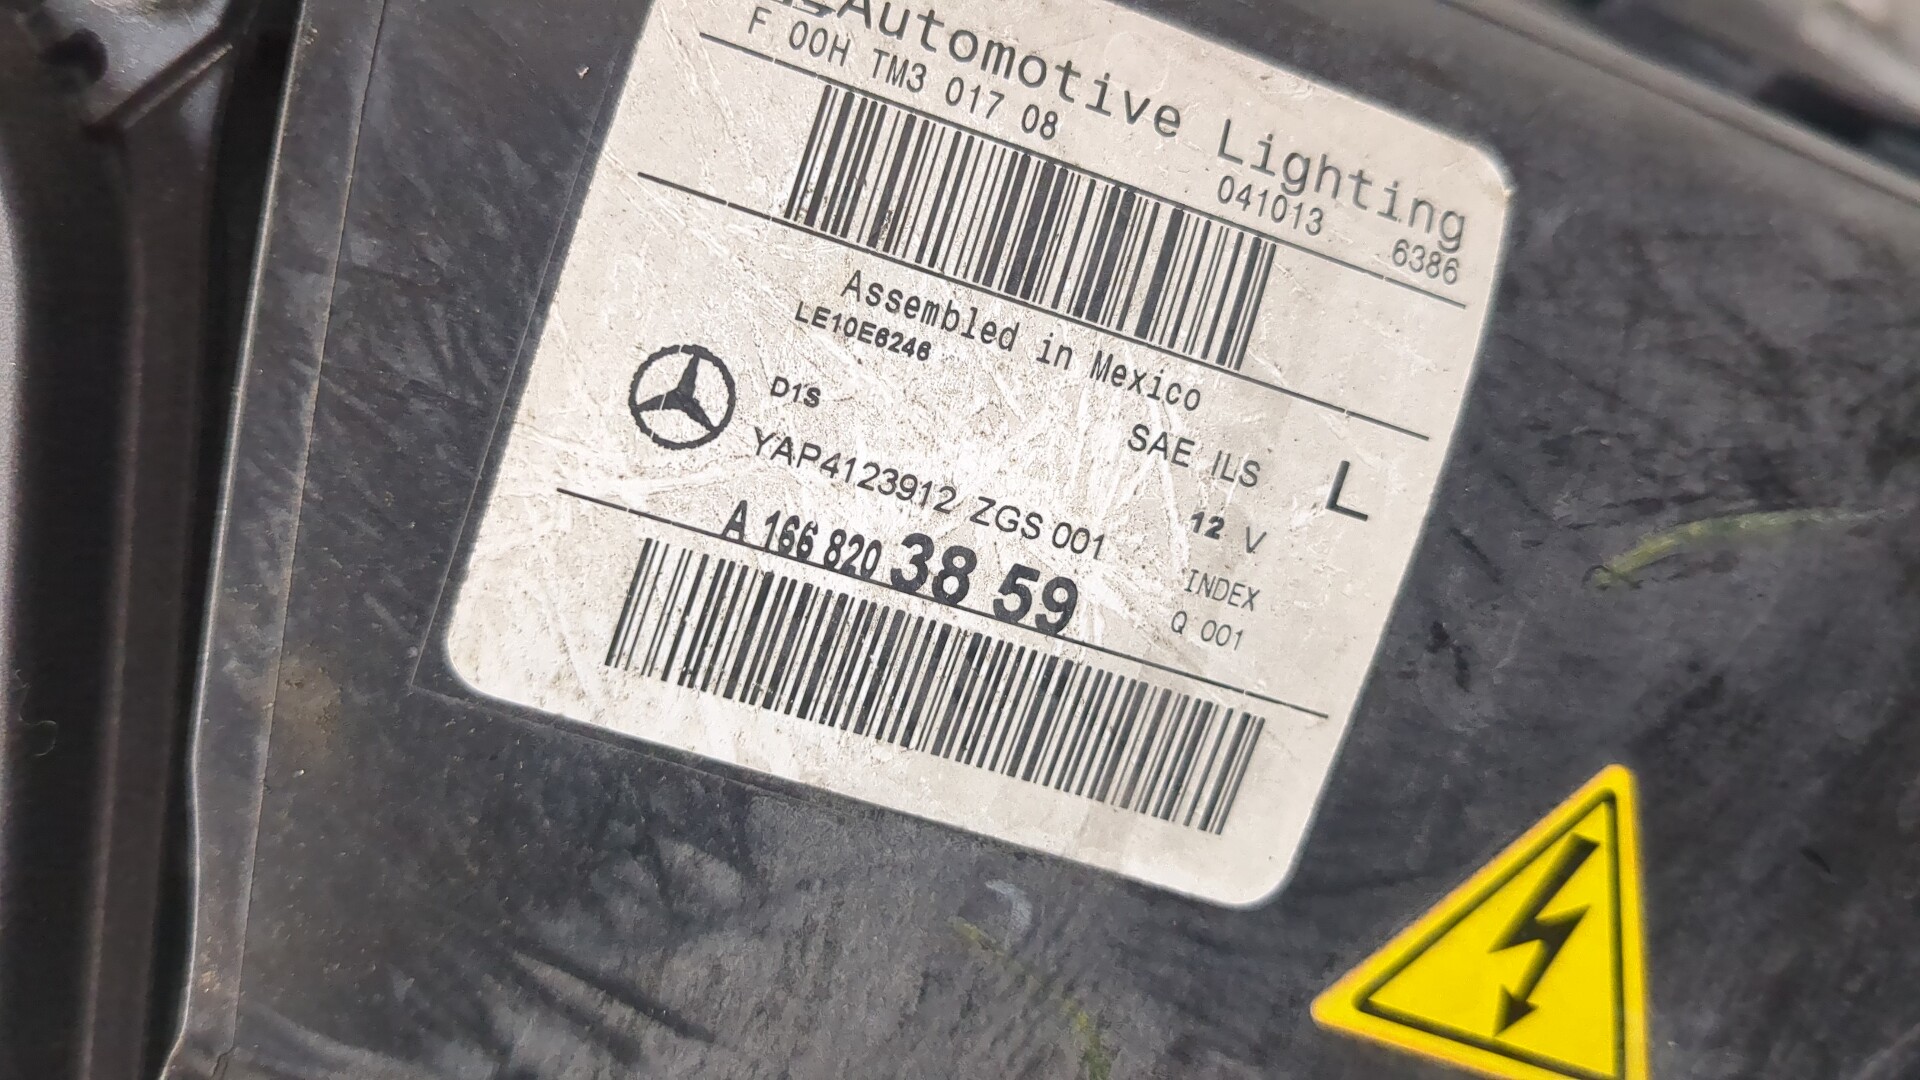 Automotive Lighting
F 00H TM3 017 08
041013 6386
Assembled in Mexico
LE10E6246
D1S
SAE ILS
L
YAP4123912 ZGS 001
12 V
A 166 820 38 59
INDEX
Q 001